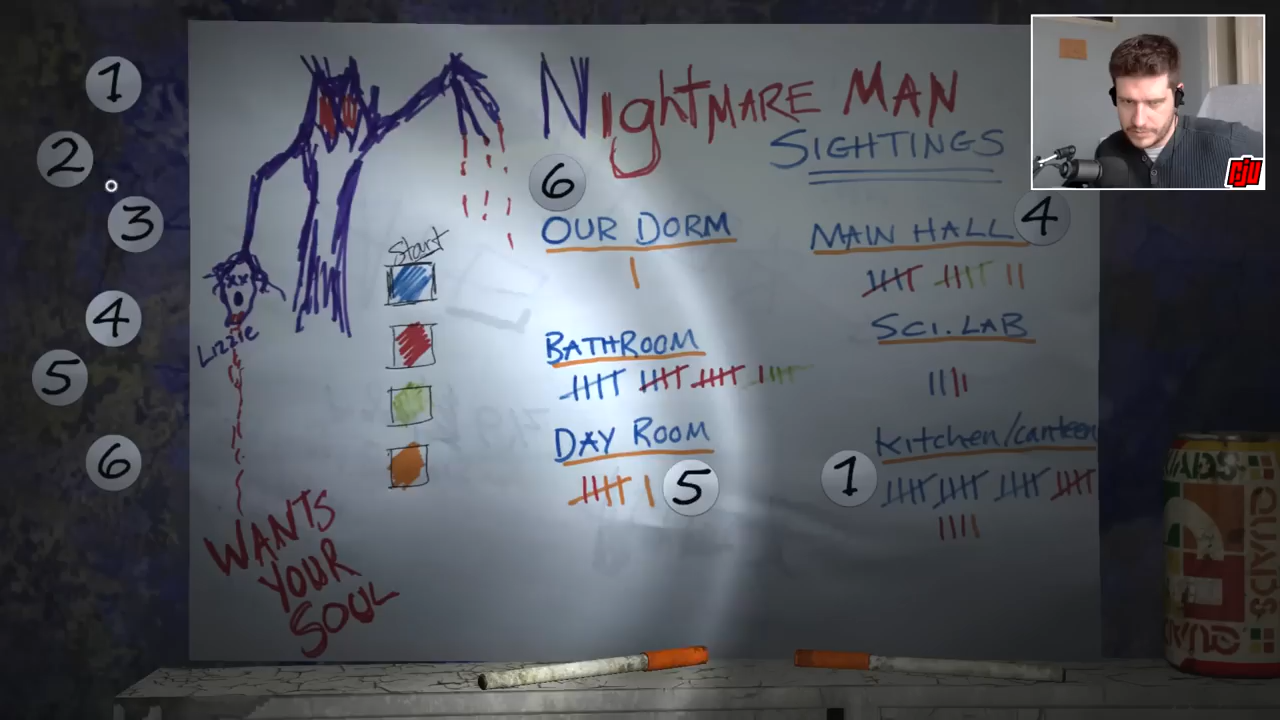 1
2
3
4
5
6
NIGHTMARE MAN
SIGHTINGS
6
OUR DORM
MAIN HALL
4
Start
BATHROOM
SCI. LAB
Lizzie
DAY ROOM
Kitchen/canteen
5
1
WANTS
YOUR
SOUL
rju